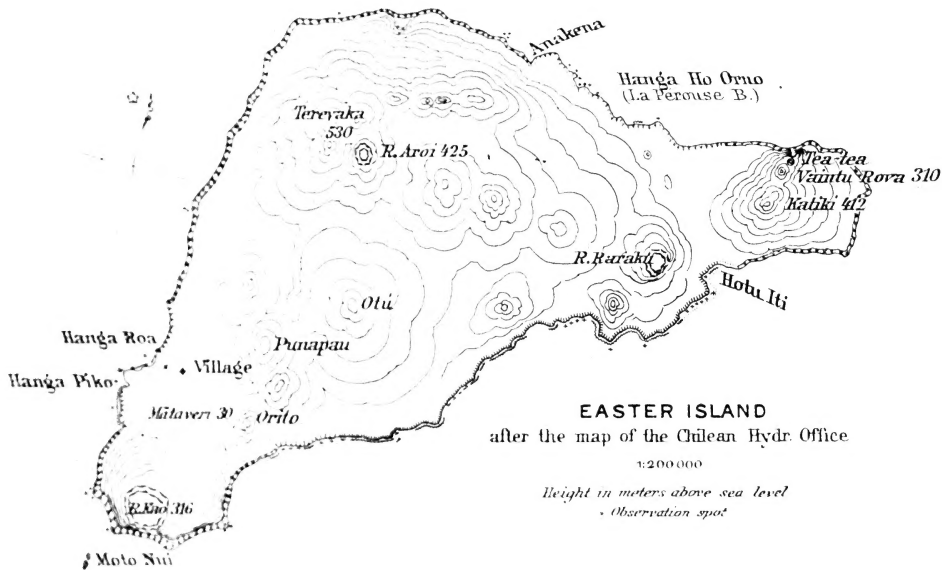 Anakena
Hanga Ho Orno
(La Perouse B.)
Terevaka
530
R. Aroi 425
Tea-tea
Vaintu Rova 310
Katiki 412
R. Raraku
Hotu Iti
Otu
Hanga Roa
Punapau
Village
Hanga Piko
Mataveri 30
Orito
EASTER ISLAND
after the map of the Chilean Hydr. Office
1:200 000
Height in meters above sea level
• Observation spot
R. Kao 316
Moto Nui